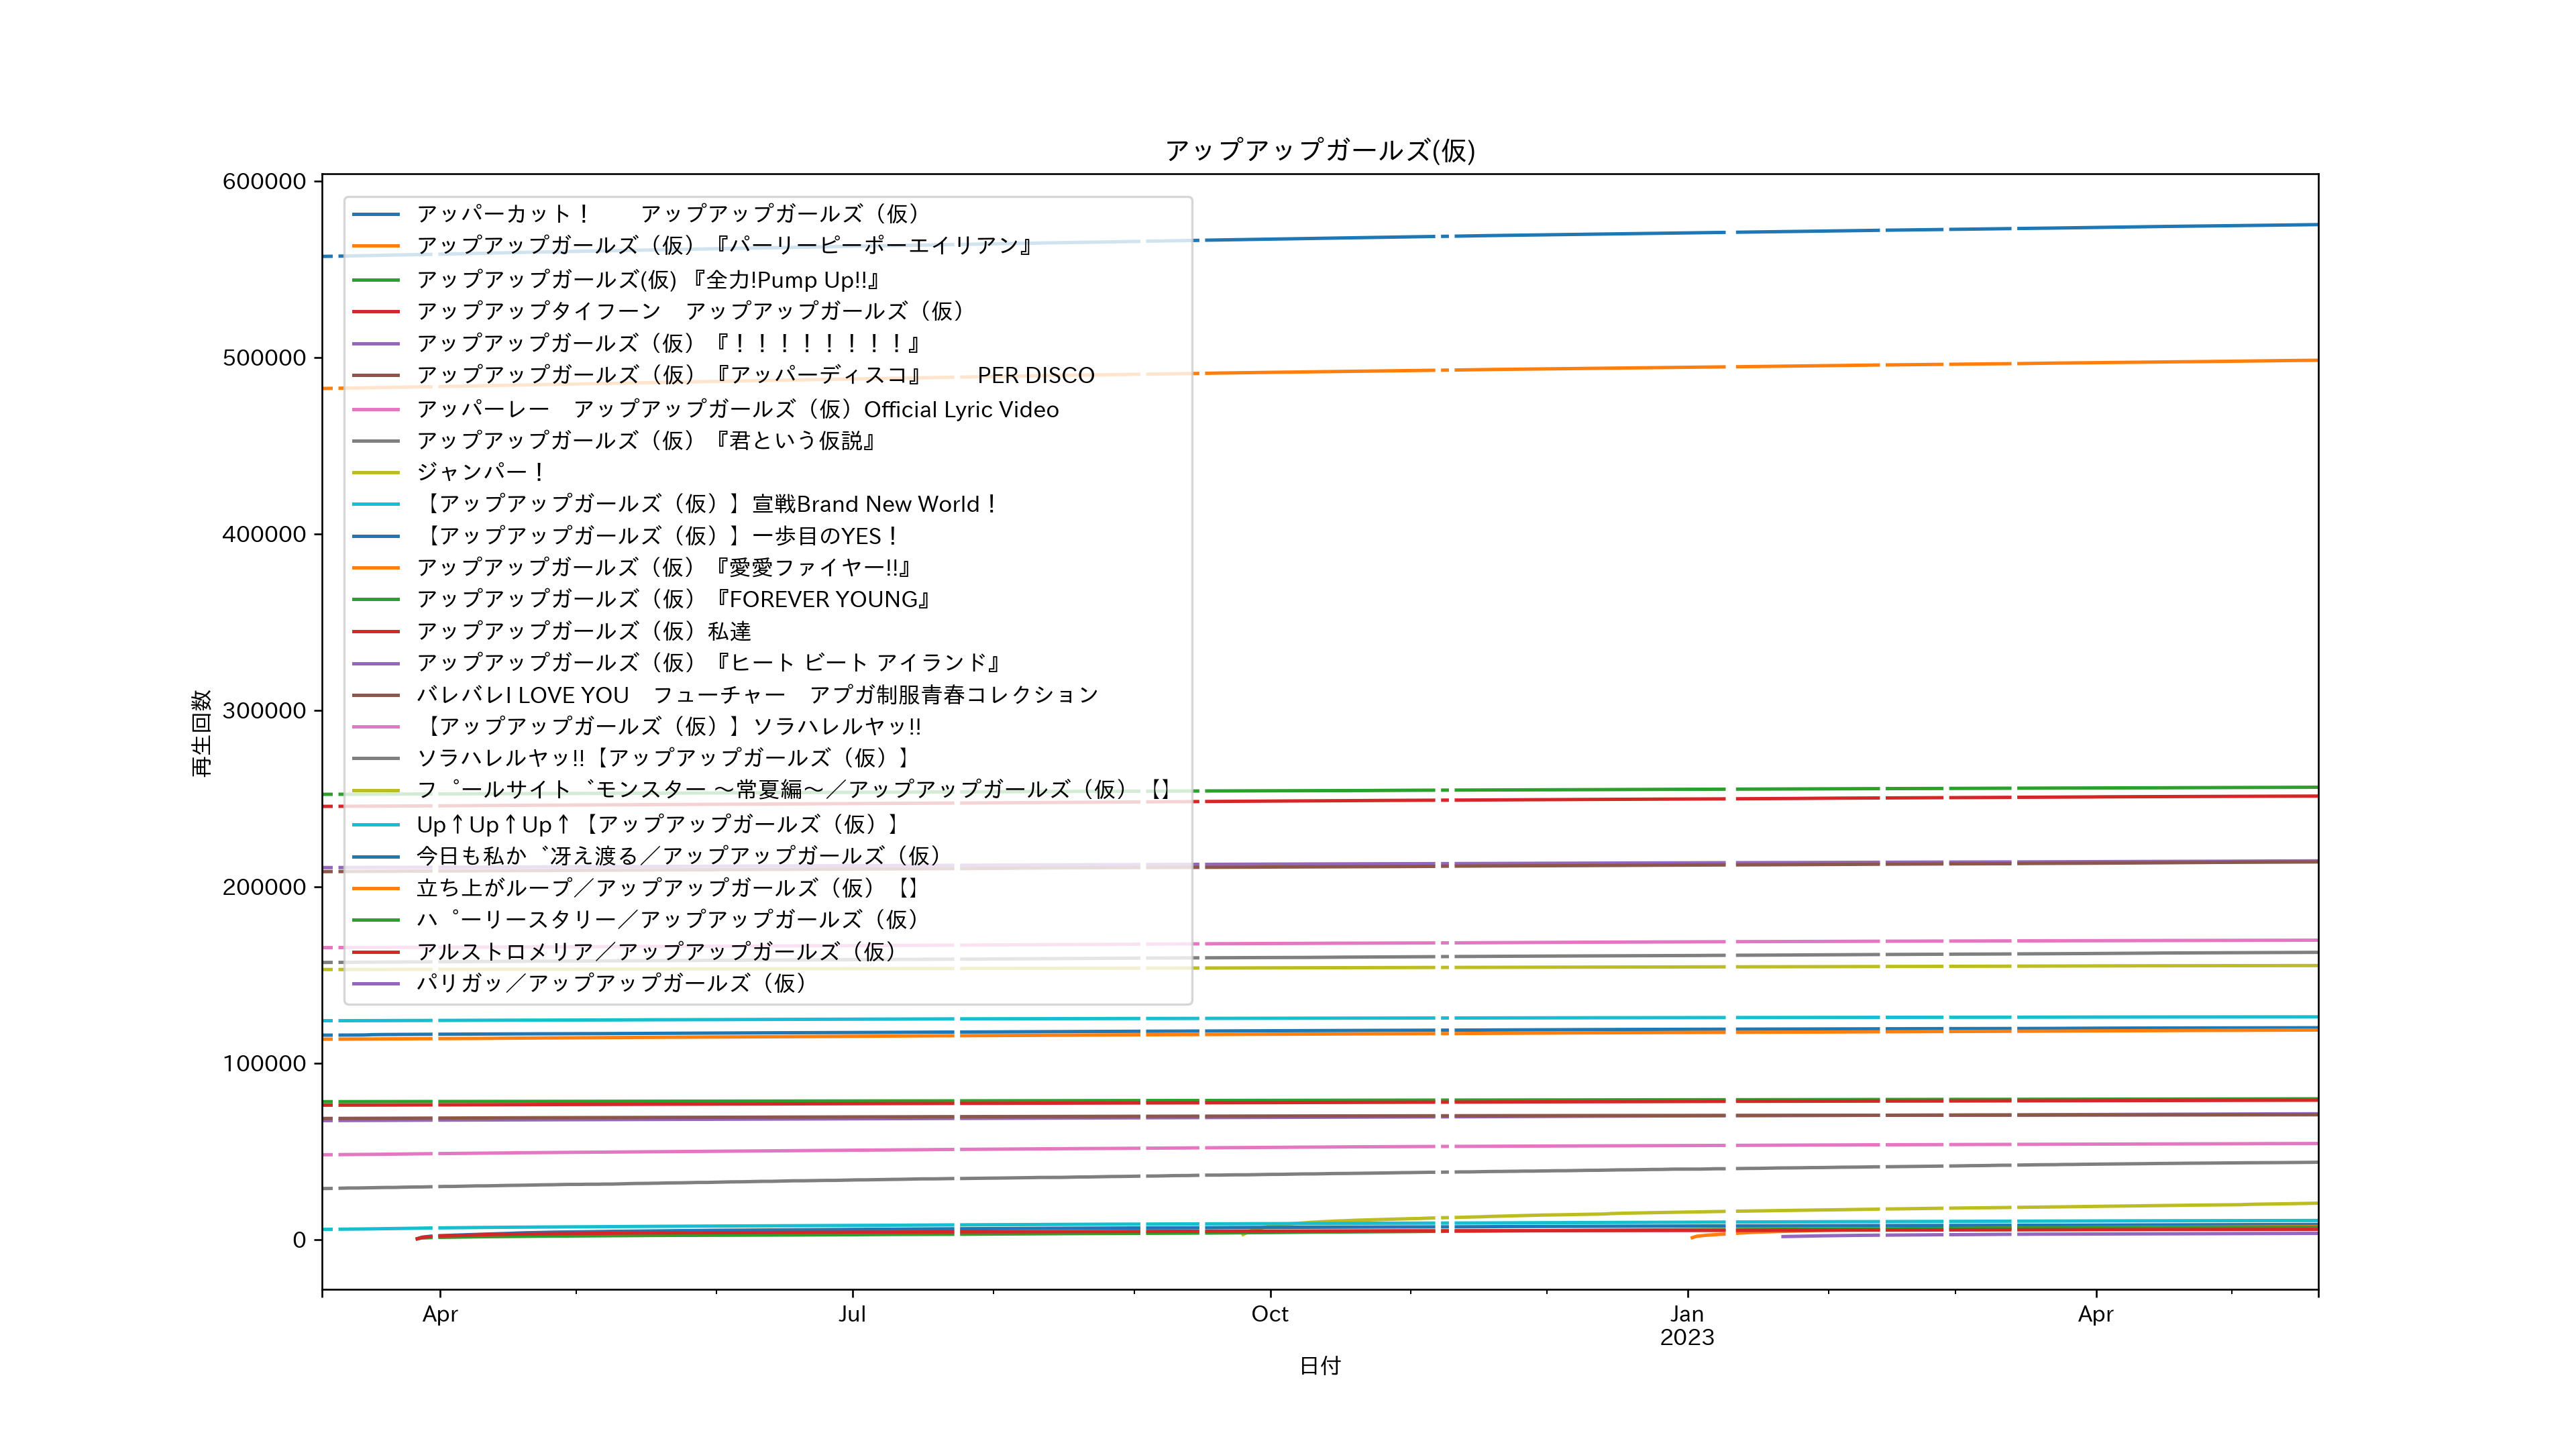 アップアップガールズ(仮)
600000
500000
400000
300000
200000
100000
0
再生回数
アッパーカット！　　アップアップガールズ（仮）
アップアップガールズ（仮）『パーリーピーポーエイリアン』
アップアップガールズ(仮) 『全力!Pump Up!!』
アップアップタイフーン　アップアップガールズ（仮）
アップアップガールズ（仮）『！！！！！！！！』
アップアップガールズ（仮）『アッパーディスコ』　　PER DISCO
アッパーレー　アップアップガールズ（仮）Official Lyric Video
アップアップガールズ（仮）『君という仮説』
ジャンパー！
【アップアップガールズ（仮）】宣戦Brand New World！
【アップアップガールズ（仮）】一歩目のYES！
アップアップガールズ（仮）『愛愛ファイヤー!!』
アップアップガールズ（仮）『FOREVER YOUNG』
アップアップガールズ（仮）私達
アップアップガールズ（仮）『ヒート ビート アイランド』
バレバレI LOVE YOU　フューチャー　アプガ制服青春コレクション
【アップアップガールズ（仮）】ソラハレルヤッ!!
ソラハレルヤッ!!【アップアップガールズ（仮）】
フ゜ールサイト゛モンスター ～常夏編～／アップアップガールズ（仮）【】
Up↑Up↑Up↑【アップアップガールズ（仮）】
今日も私か゛冴え渡る／アップアップガールズ（仮）
立ち上がループ／アップアップガールズ（仮）【】
ハ゜ーリースタリー／アップアップガールズ（仮）
アルストロメリア／アップアップガールズ（仮）
パリガッ／アップアップガールズ（仮）
Apr
Jul
Oct
Jan
2023
Apr
日付